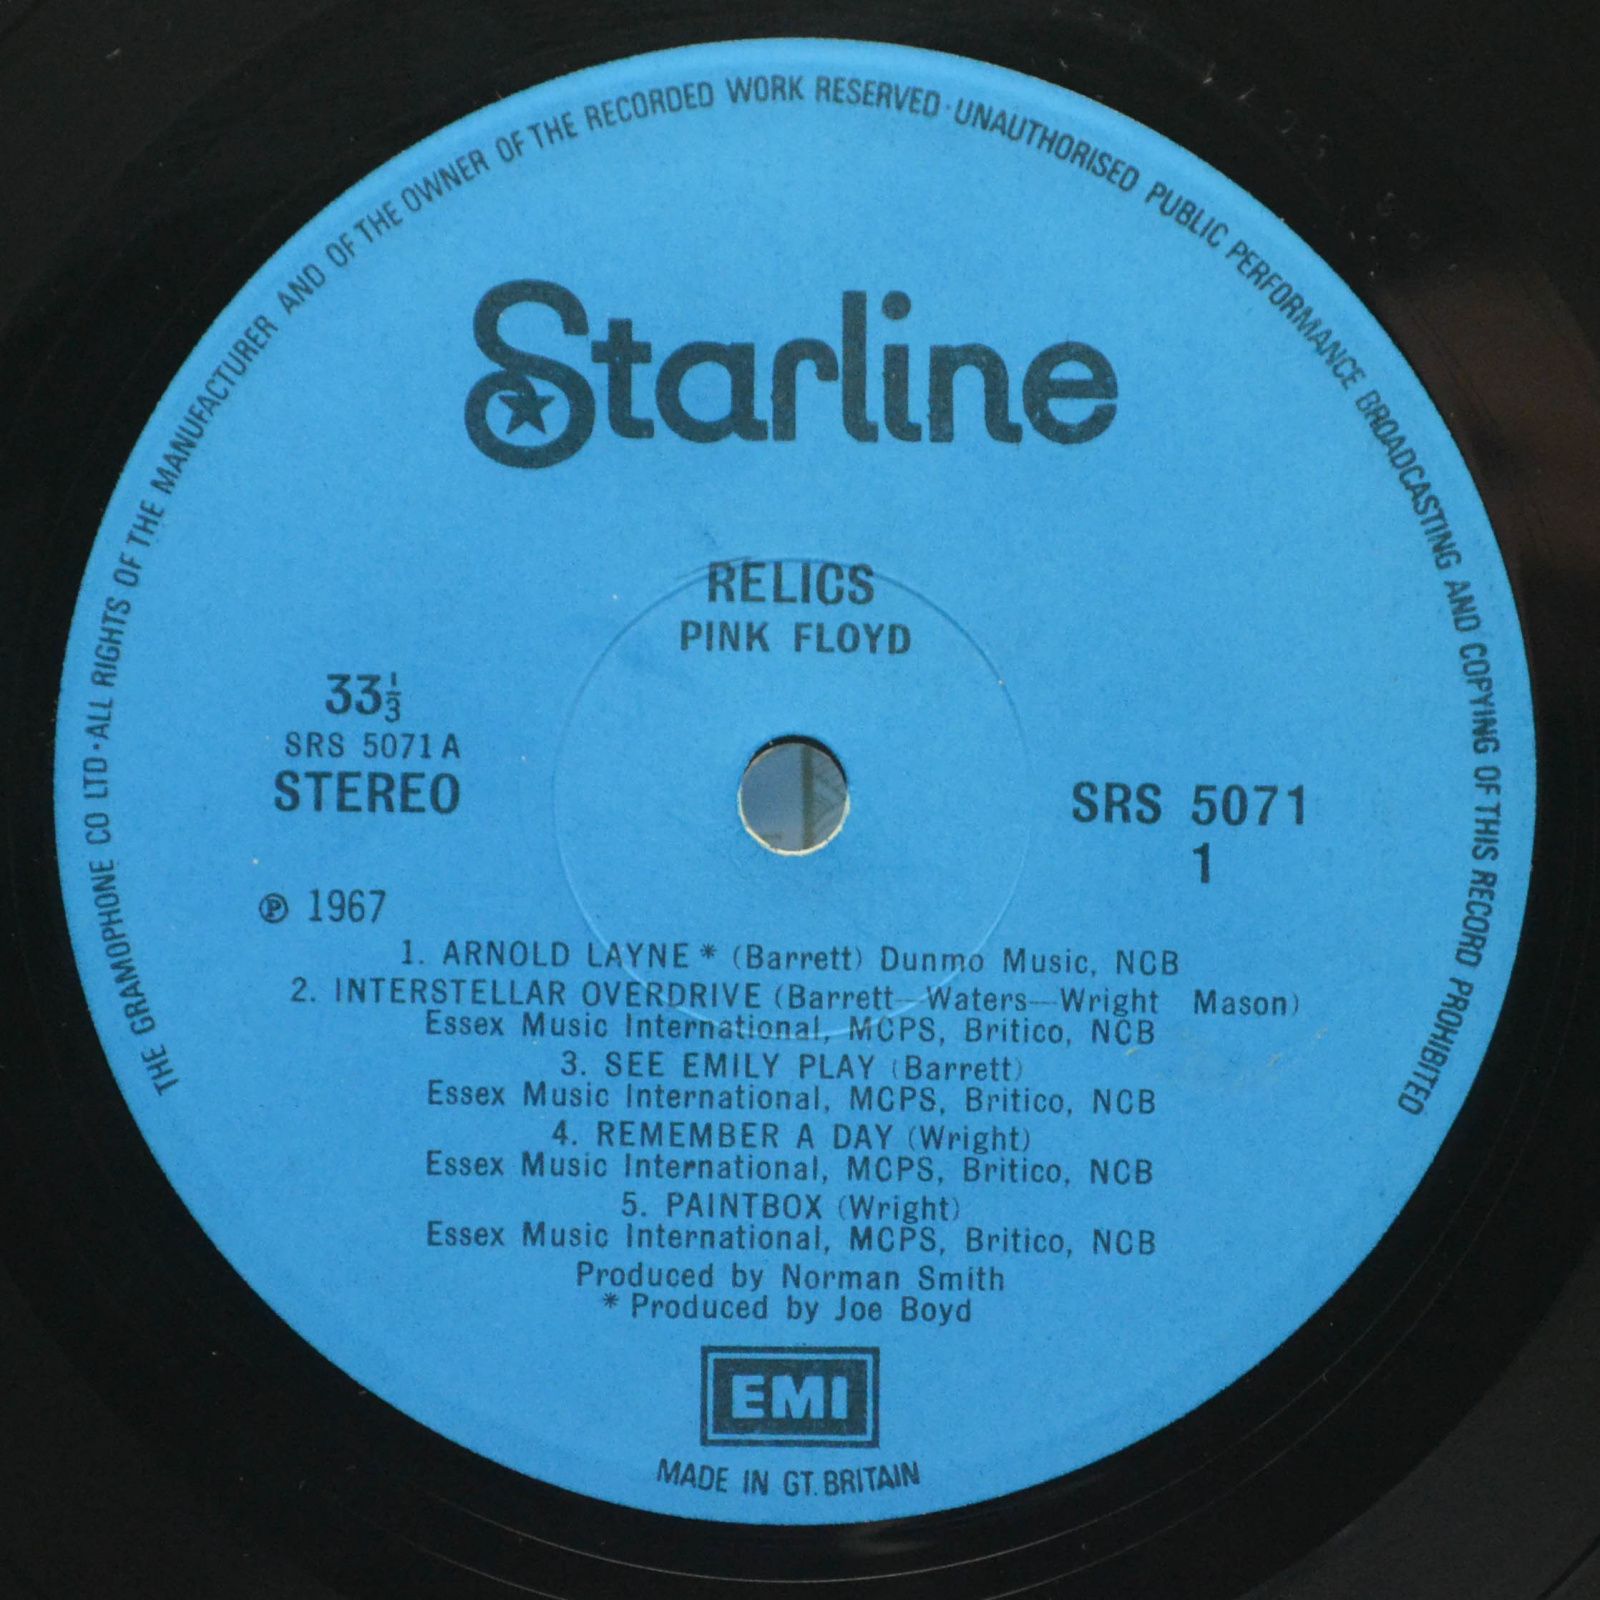 THE GRAMOPHONE CO LTD · ALL RIGHTS OF THE MANUFACTURER AND OF THE OWNER OF THE RECORDED WORK RESERVED · UNAUTHORISED PUBLIC PERFORMANCE BROADCASTING AND COPYING OF THIS RECORD PROHIBITED
Starline
RELICS
PINK FLOYD
33⅓
SRS 5071 A
STEREO
SRS 5071
1
℗ 1967
1. ARNOLD LAYNE * (Barrett) Dunmo Music, NCB
2. INTERSTELLAR OVERDRIVE (Barrett—Waters—Wright Mason)
Essex Music International, MCPS, Britico, NCB
3. SEE EMILY PLAY (Barrett)
Essex Music International, MCPS, Britico, NCB
4. REMEMBER A DAY (Wright)
Essex Music International, MCPS, Britico, NCB
5. PAINTBOX (Wright)
Essex Music International, MCPS, Britico, NCB
Produced by Norman Smith
* Produced by Joe Boyd
EMI
MADE IN GT. BRITAIN